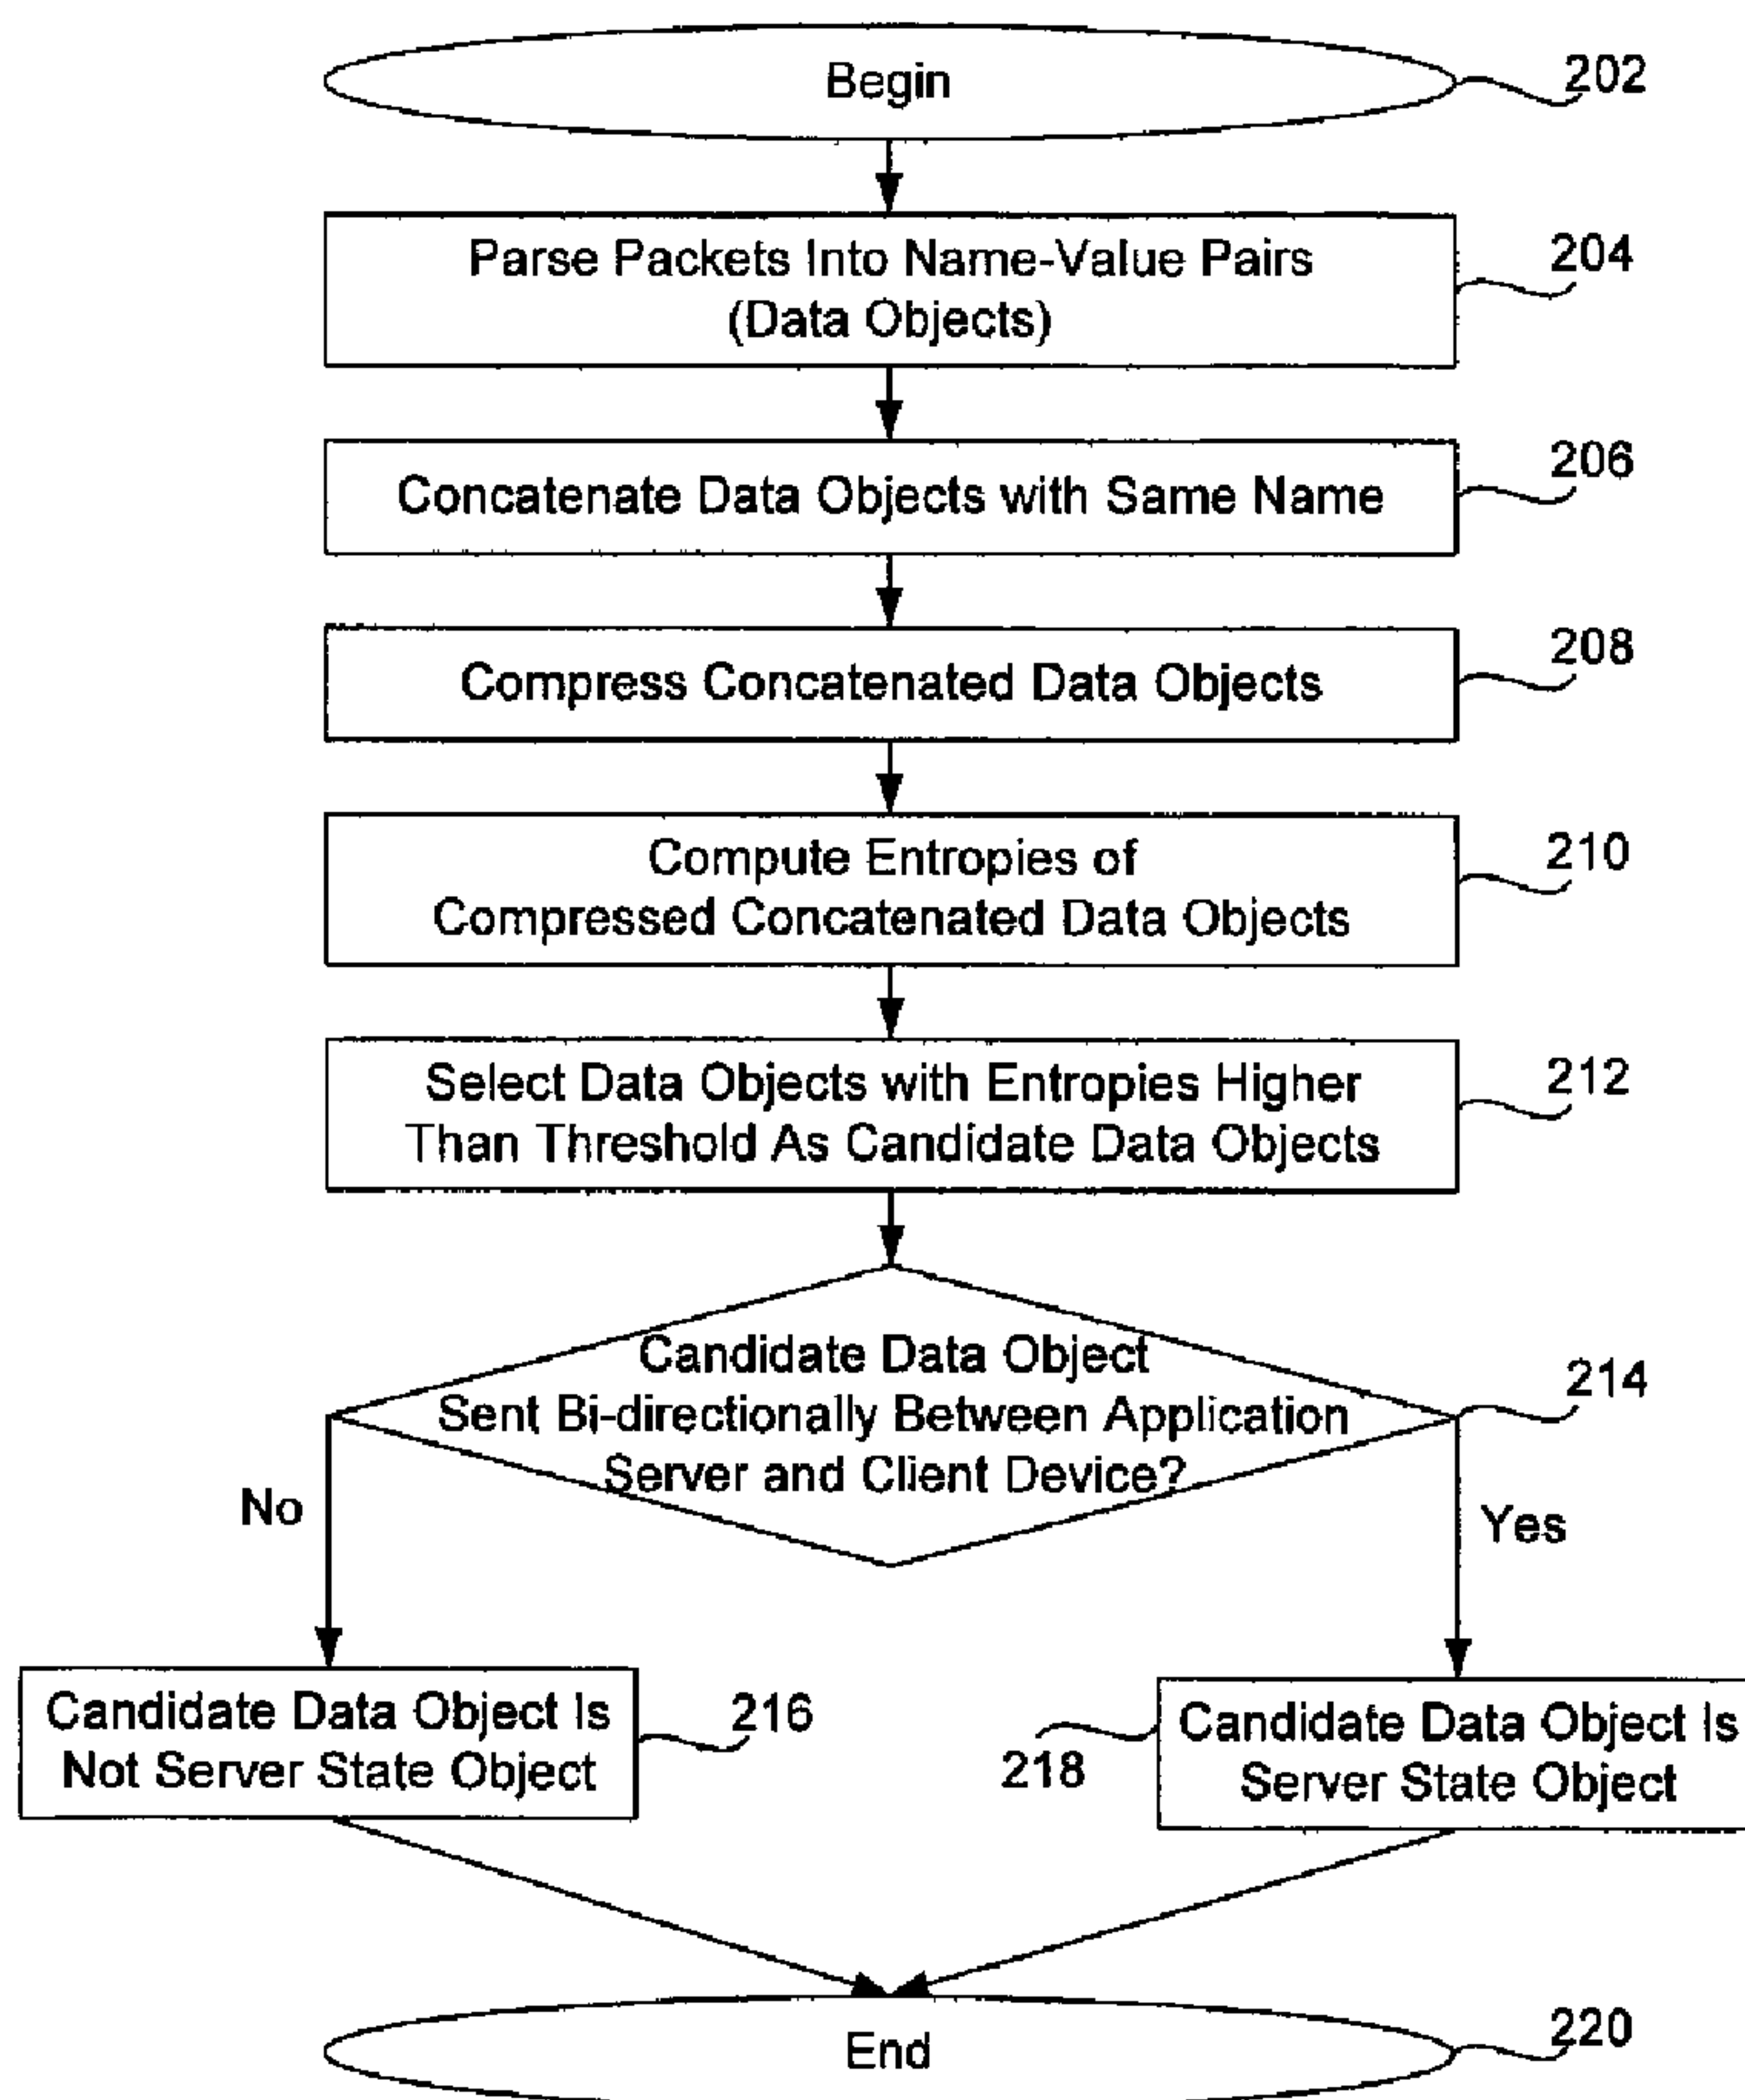 Begin
202
Parse Packets Into Name-Value Pairs
(Data Objects)
204
Concatenate Data Objects with Same Name
206
Compress Concatenated Data Objects
208
Compute Entropies of
Compressed Concatenated Data Objects
210
Select Data Objects with Entropies Higher
Than Threshold As Candidate Data Objects
212
Candidate Data Object
Sent Bi-directionally Between Application
Server and Client Device?
214
No
Yes
Candidate Data Object Is
Not Server State Object
216
218
Candidate Data Object Is
Server State Object
End
220